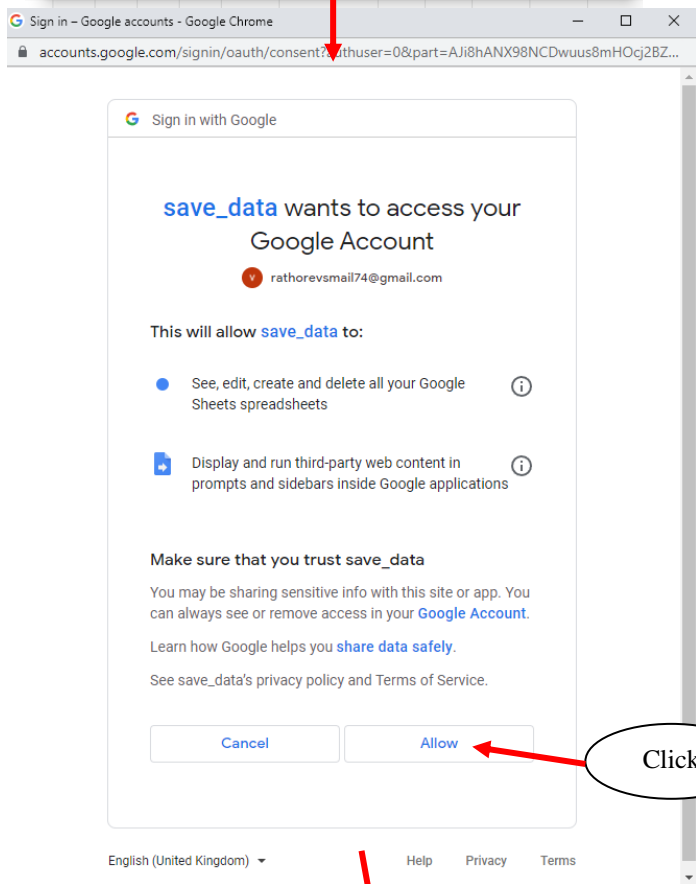 Sign in – Google accounts - Google Chrome
accounts.google.com/signin/oauth/consent?authuser=0&part=AJi8hANX98NCDwuus8mHOcj2BZ...
Sign in with Google
save_data wants to access your
Google Account
v rathorevsmail74@gmail.com
This will allow save_data to:
See, edit, create and delete all your Google
Sheets spreadsheets
Display and run third-party web content in
prompts and sidebars inside Google applications
Make sure that you trust save_data
You may be sharing sensitive info with this site or app. You
can always see or remove access in your Google Account.
Learn how Google helps you share data safely.
See save_data's privacy policy and Terms of Service.
Cancel Allow
Click
English (United Kingdom) Help Privacy Terms